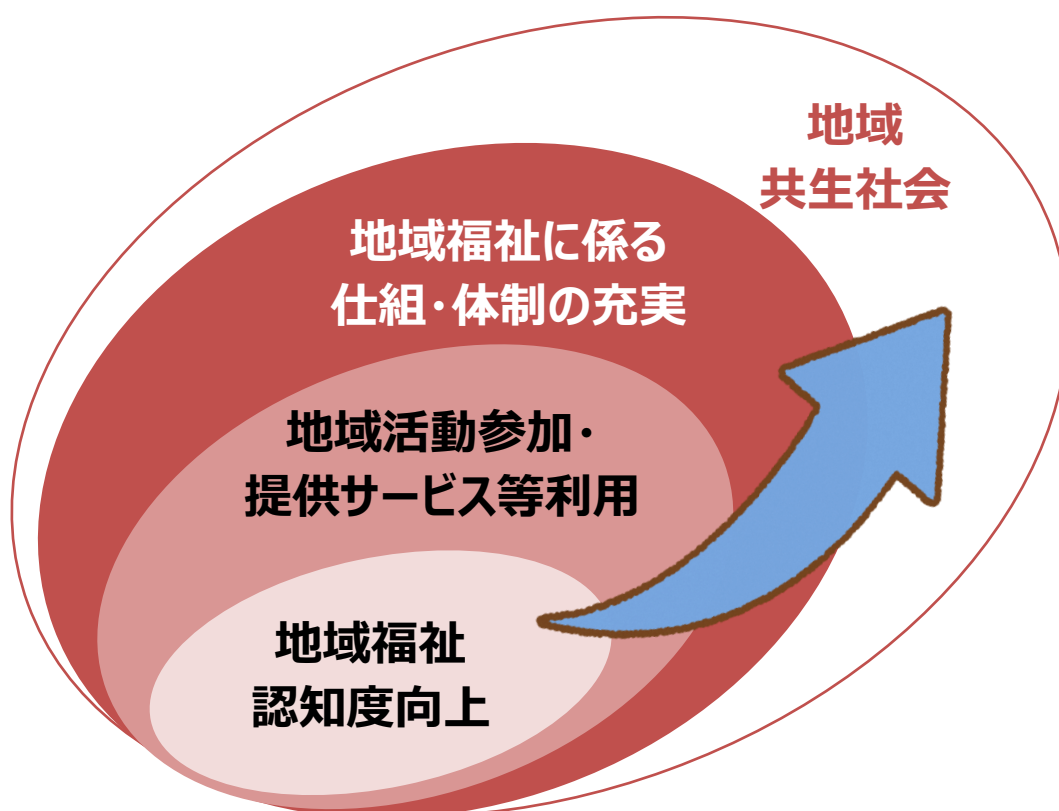 地域
共生社会
地域福祉に係る
仕組・体制の充実
地域活動参加・
提供サービス等利用
地域福祉
認知度向上